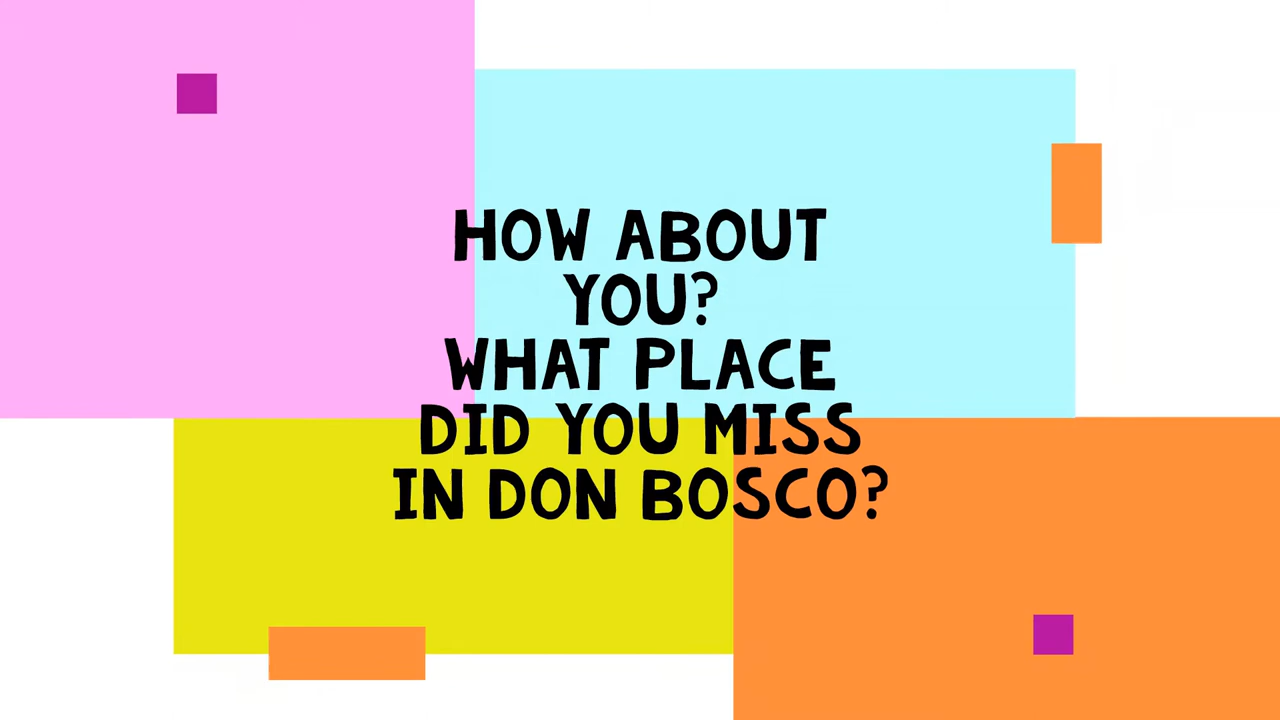 HOW ABOUT
YOU?
WHAT PLACE
DID YOU MISS
IN DON BOSCO?